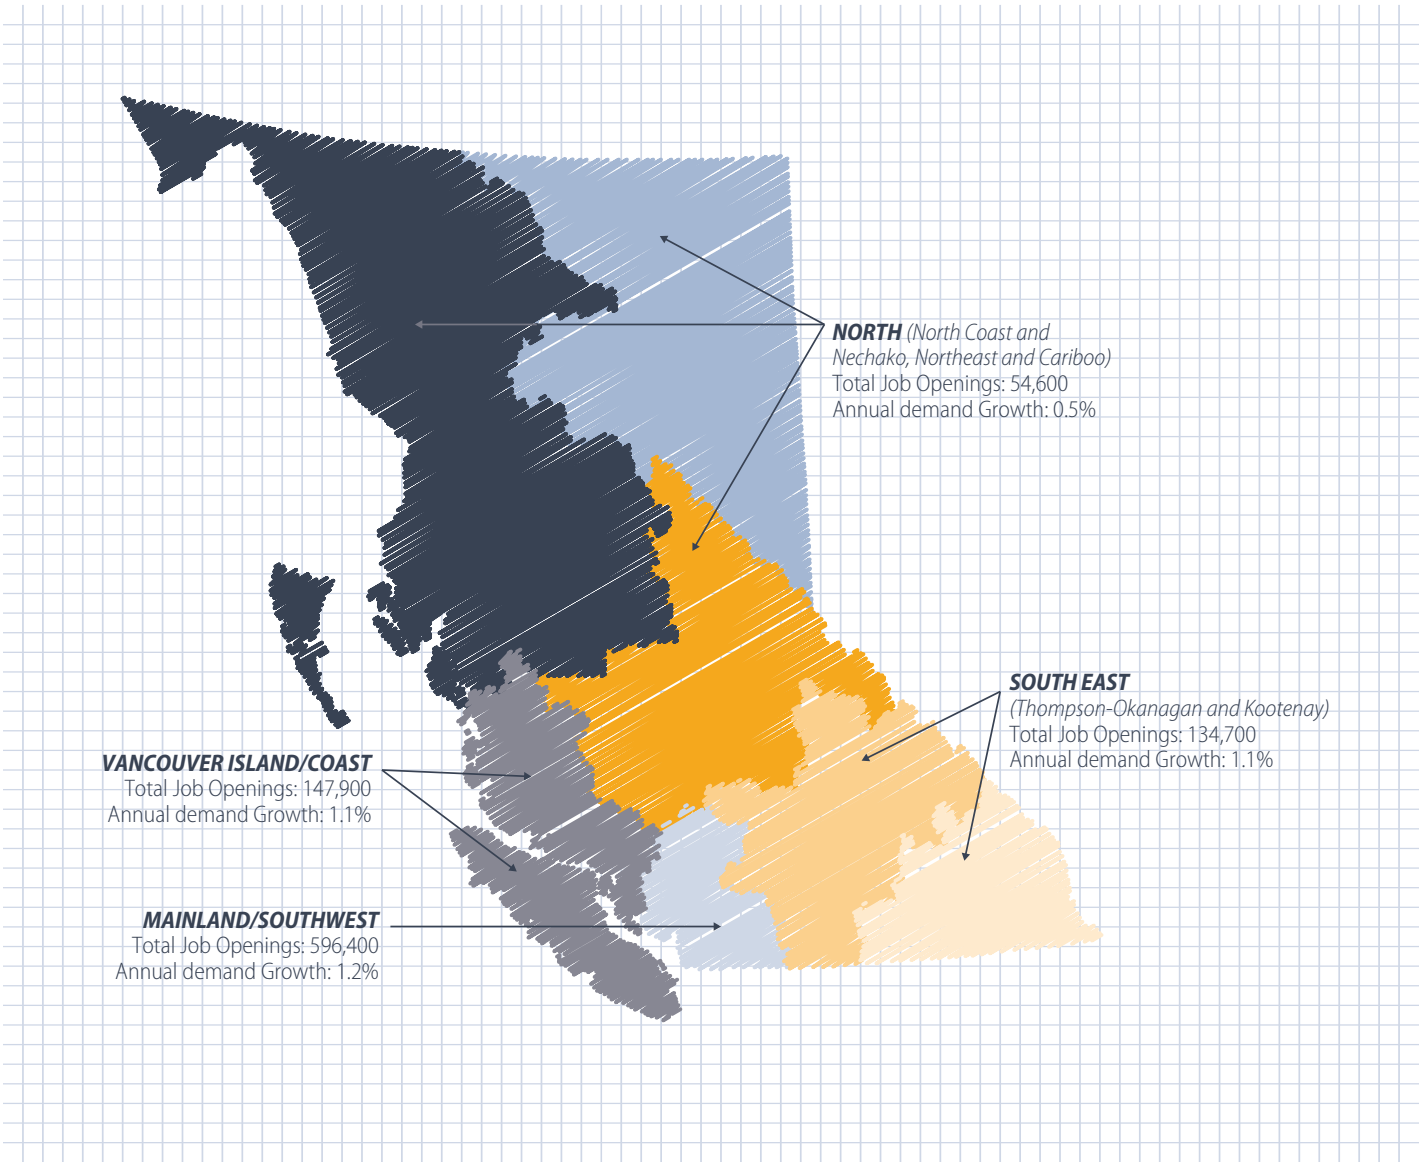 NORTH (North Coast and
Nechako, Northeast and Cariboo)
Total Job Openings: 54,600
Annual demand Growth: 0.5%
SOUTH EAST
(Thompson-Okanagan and Kootenay)
Total Job Openings: 134,700
Annual demand Growth: 1.1%
VANCOUVER ISLAND/COAST
Total Job Openings: 147,900
Annual demand Growth: 1.1%
MAINLAND/SOUTHWEST
Total Job Openings: 596,400
Annual demand Growth: 1.2%